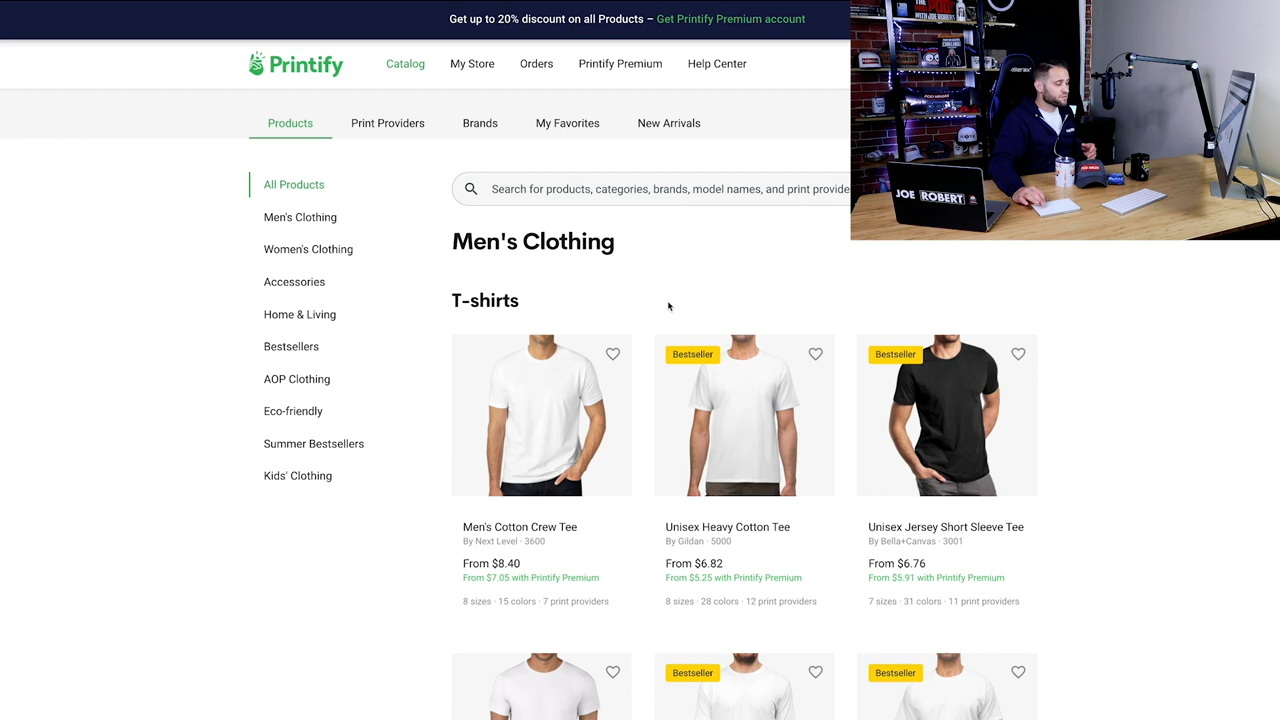 Get up to 20% discount on all Products – Get Printify Premium account
Printify
Catalog
My Store
Orders
Printify Premium
Help Center
Products
Print Providers
Brands
My Favorites
New Arrivals
All Products
Men's Clothing
Women's Clothing
Accessories
Home & Living
Bestsellers
AOP Clothing
Eco-friendly
Summer Bestsellers
Kids' Clothing
Search for products, categories, brands, model names, and print provide
Men's Clothing
T-shirts
Men's Cotton Crew Tee
By Next Level · 3600
From $8.40
From $7.05 with Printify Premium
8 sizes · 15 colors · 7 print providers
Bestseller
Unisex Heavy Cotton Tee
By Gildan · 5000
From $6.82
From $5.25 with Printify Premium
8 sizes · 28 colors · 12 print providers
Bestseller
Unisex Jersey Short Sleeve Tee
By Bella+Canvas · 3001
From $6.76
From $5.91 with Printify Premium
7 sizes · 31 colors · 11 print providers
Bestseller
Bestseller
JOE ROBERT